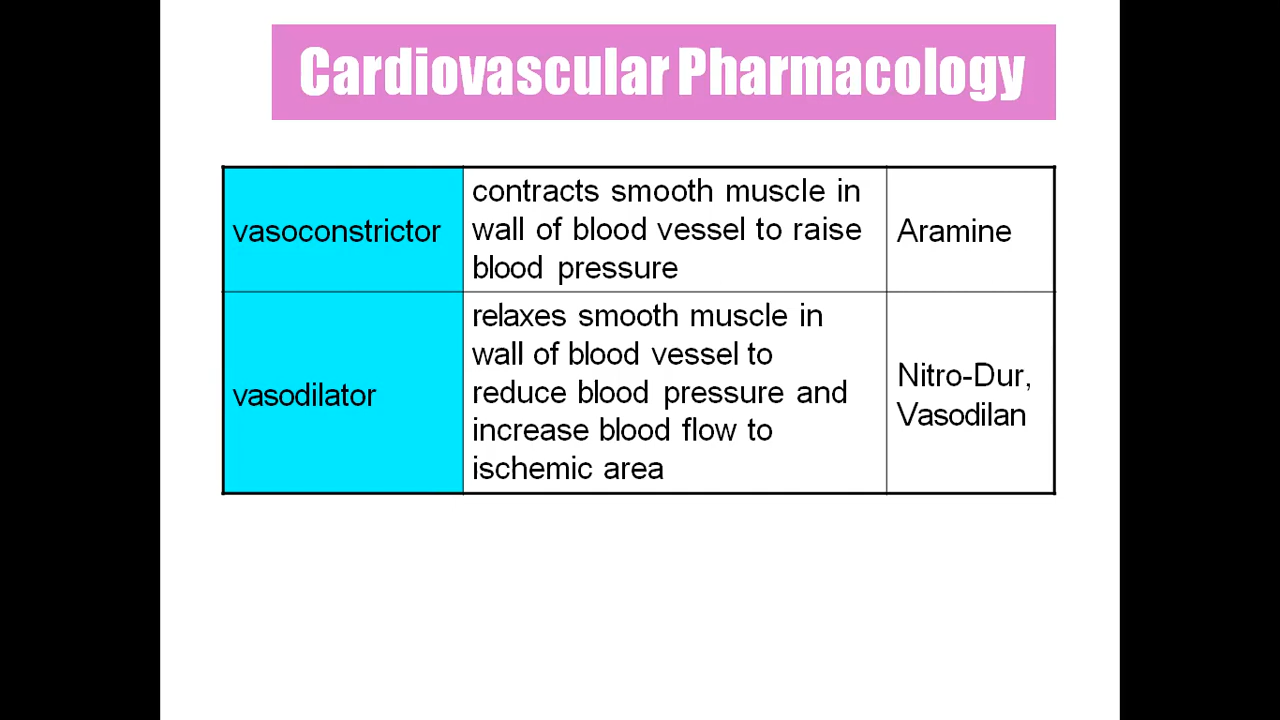 Cardiovascular Pharmacology
vasoconstrictor
contracts smooth muscle in
wall of blood vessel to raise
blood pressure
Aramine
vasodilator
relaxes smooth muscle in
wall of blood vessel to
reduce blood pressure and
increase blood flow to
ischemic area
Nitro-Dur,
Vasodilan